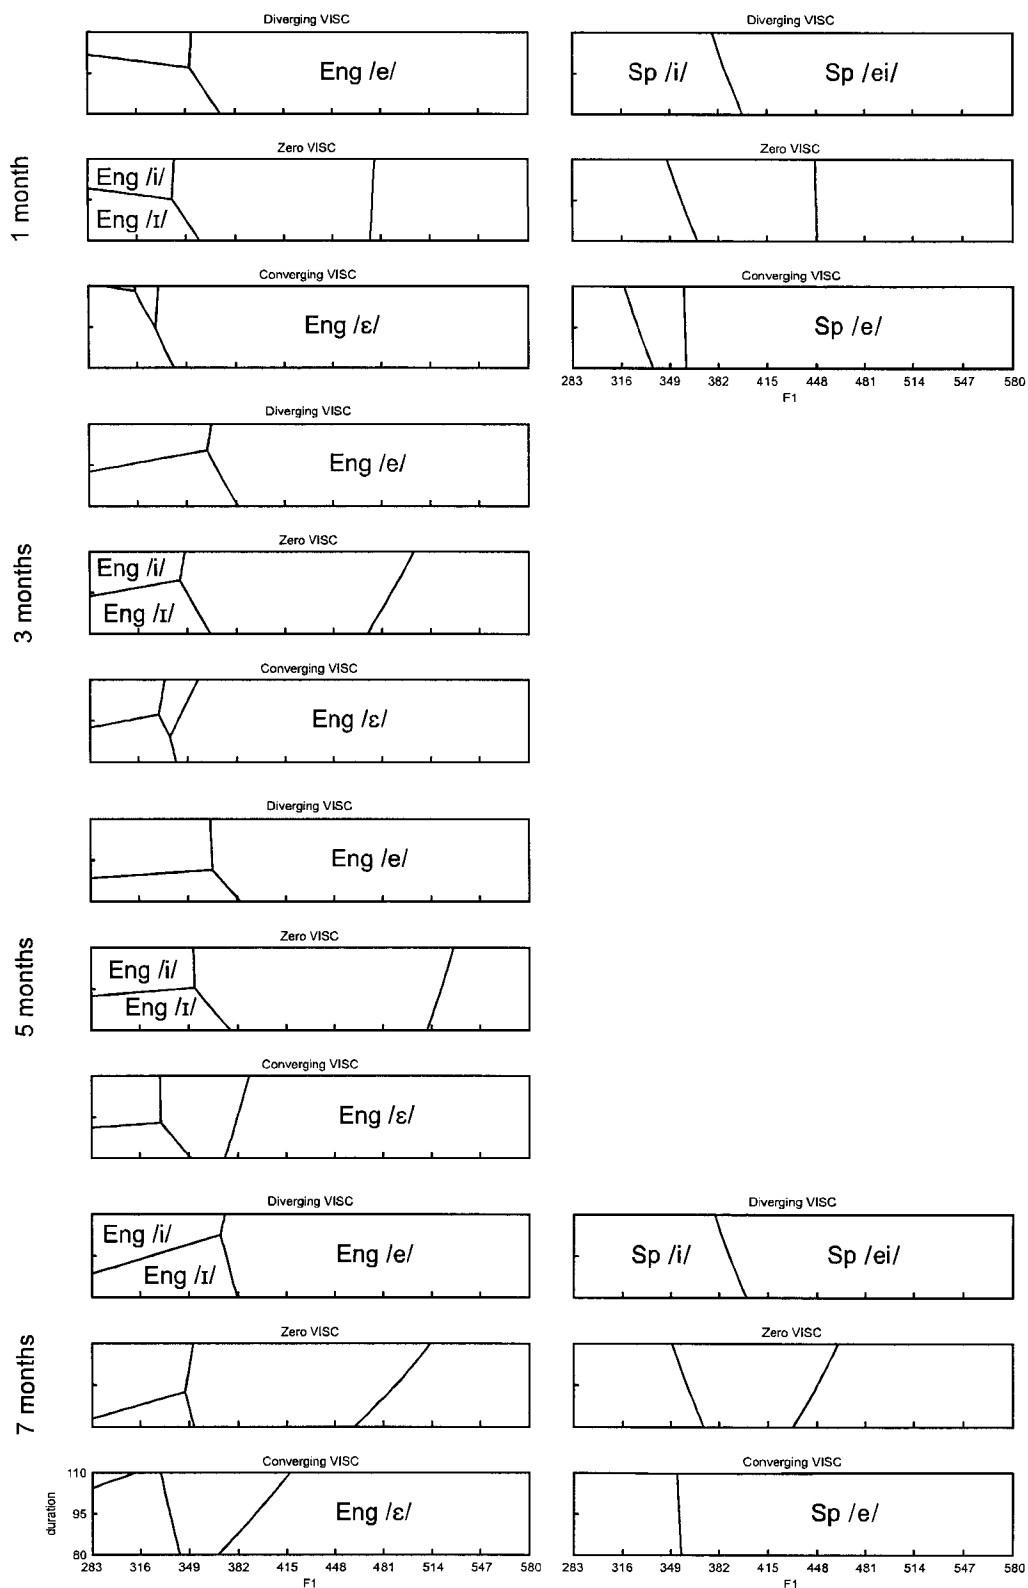 1 month
Diverging VISC
Eng /e/
Diverging VISC
Sp /i/ Sp /ei/
Zero VISC
Eng /i/
Eng /ɪ/
Zero VISC
Converging VISC
Eng /ɛ/
Converging VISC
Sp /e/
283 316 349 382 415 448 481 514 547 580
F1
3 months
Diverging VISC
Eng /e/
Zero VISC
Eng /i/
Eng /ɪ/
Converging VISC
Eng /ɛ/
5 months
Diverging VISC
Eng /e/
Zero VISC
Eng /i/
Eng /ɪ/
Converging VISC
Eng /ɛ/
7 months
Diverging VISC
Eng /i/
Eng /ɪ/
Eng /e/
Diverging VISC
Sp /i/ Sp /ei/
Zero VISC
Zero VISC
Converging VISC
Eng /ɛ/
duration
110
95
80
283 316 349 382 415 448 481 514 547 580
F1
Converging VISC
Sp /e/
283 316 349 382 415 448 481 514 547 580
F1